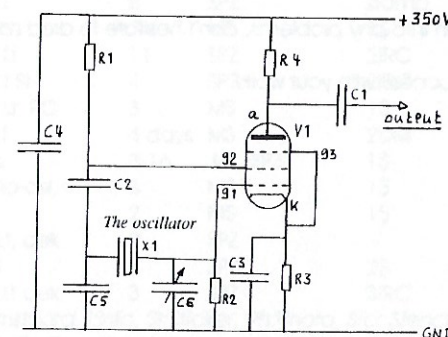 +350V
R1
R4
C1
output
a
V1
C4
g2
g3
g1
C2
K
The oscillator
X1
C3
R3
C5
C6
R2
GND